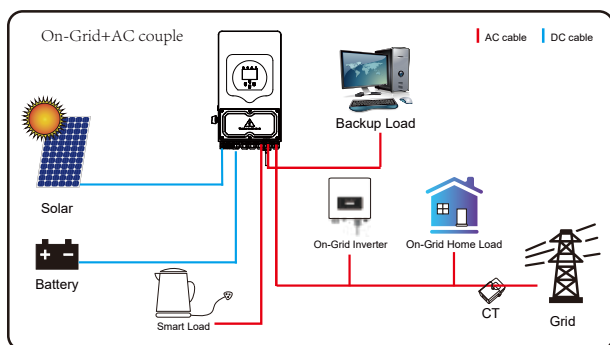 On-Grid+AC couple
AC cable
DC cable
Backup Load
Solar
On-Grid Inverter
On-Grid Home Load
Battery
Smart Load
CT
Grid